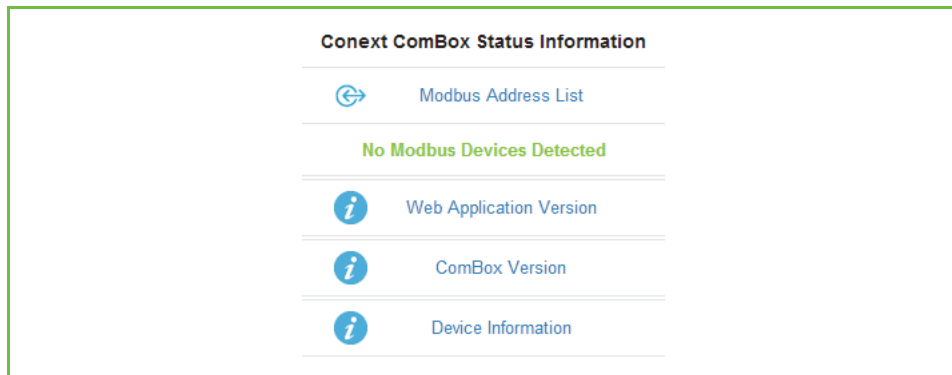 Conext ComBox Status Information
Modbus Address List
No Modbus Devices Detected
i
Web Application Version
i
ComBox Version
i
Device Information